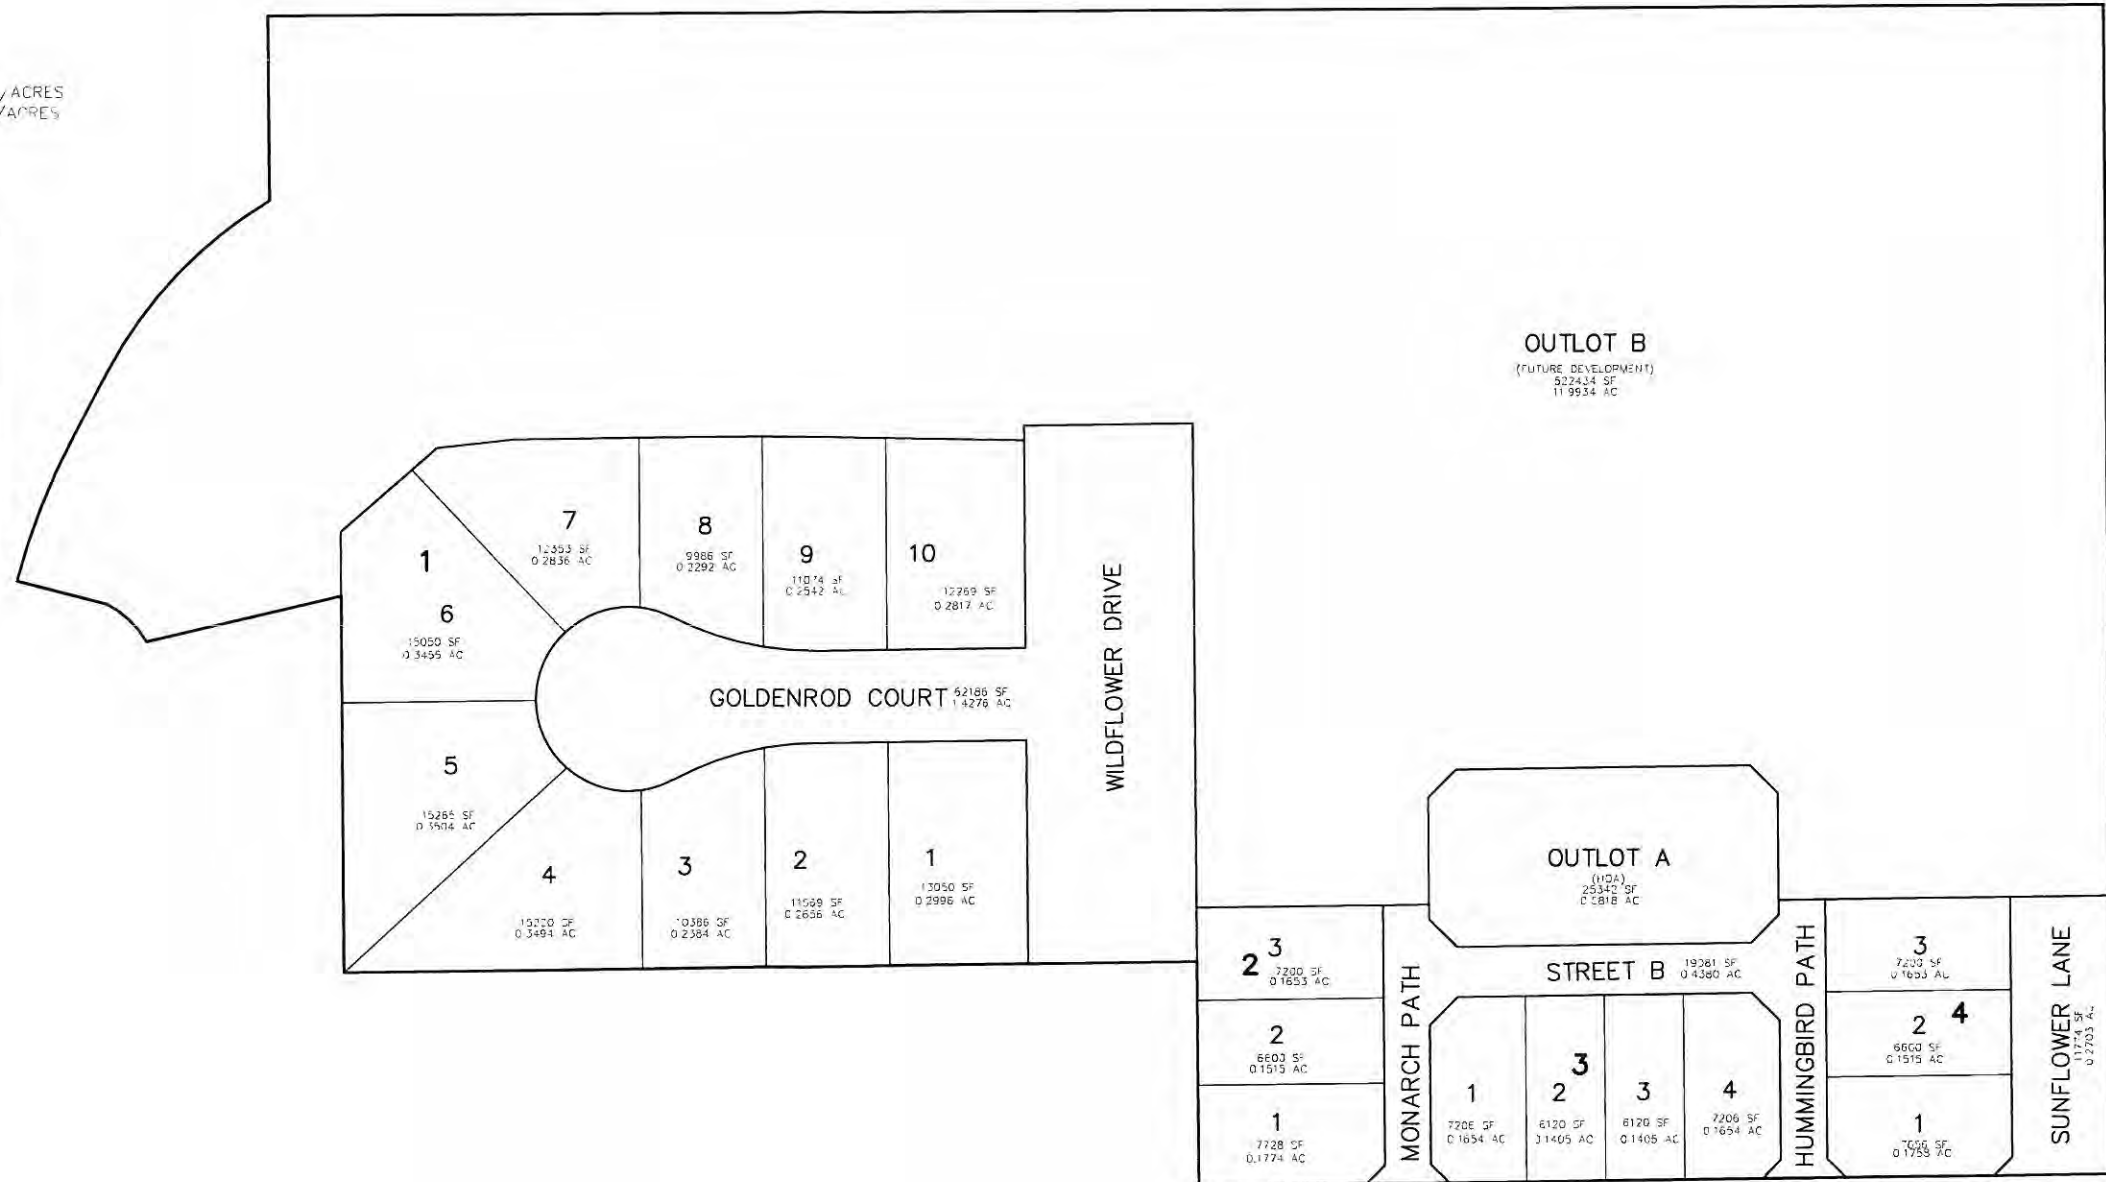 ACRES
ACRES
OUTLOT B
(FUTURE DEVELOPMENT)
522434 SF
11.9934 AC
1
6
15050 SF
0.3455 AC
7
12353 SF
0.2836 AC
8
9986 SF
0.2292 AC
9
11074 SF
0.2542 AC
10
12269 SF
0.2817 AC
GOLDENROD COURT
62186 SF
1.4276 AC
WILDFLOWER DRIVE
5
15265 SF
0.3504 AC
4
15220 SF
0.3494 AC
3
10386 SF
0.2384 AC
2
11569 SF
0.2656 AC
1
13050 SF
0.2996 AC
OUTLOT A
(HOA)
25342 SF
0.5818 AC
2
3
7200 SF
0.1653 AC
2
6600 SF
0.1515 AC
1
7728 SF
0.1774 AC
MONARCH PATH
STREET B
19081 SF
0.4380 AC
3
1
7206 SF
0.1654 AC
2
6120 SF
0.1405 AC
3
6120 SF
0.1405 AC
4
7206 SF
0.1654 AC
HUMMINGBIRD PATH
3
7200 SF
0.1653 AC
4
2
6600 SF
0.1515 AC
1
SF
AC
SUNFLOWER LANE
11774 SF
0.2703 AC